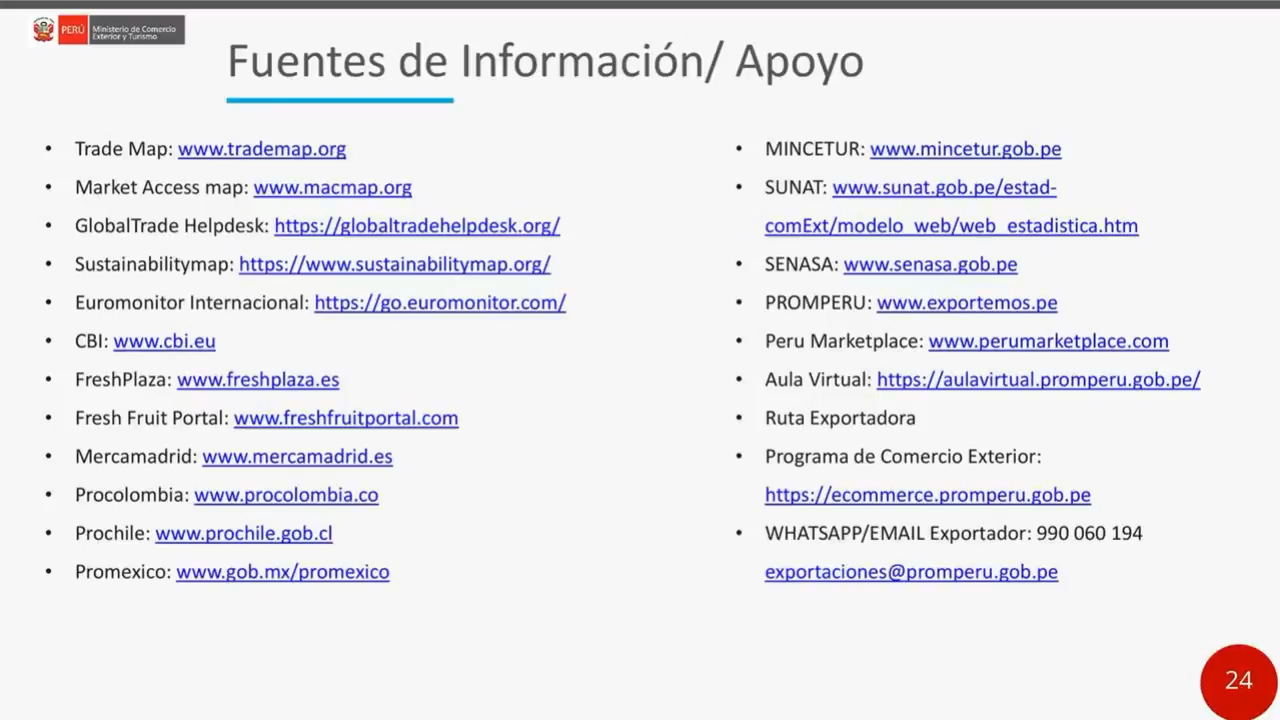 PERÚ
Ministerio de Comercio
Exterior y Turismo
Fuentes de Información/ Apoyo
• Trade Map: www.trademap.org
• Market Access map: www.macmap.org
• GlobalTrade Helpdesk: https://globaltradehelpdesk.org/
• Sustainabilitymap: https://www.sustainabilitymap.org/
• Euromonitor Internacional: https://go.euromonitor.com/
• CBI: www.cbi.eu
• FreshPlaza: www.freshplaza.es
• Fresh Fruit Portal: www.freshfruitportal.com
• Mercamadrid: www.mercamadrid.es
• Procolombia: www.procolombia.co
• Prochile: www.prochile.gob.cl
• Promexico: www.gob.mx/promexico
• MINCETUR: www.mincetur.gob.pe
• SUNAT: www.sunat.gob.pe/estad-
comExt/modelo_web/web_estadistica.htm
• SENASA: www.senasa.gob.pe
• PROMPERU: www.exportemos.pe
• Peru Marketplace: www.perumarketplace.com
• Aula Virtual: https://aulavirtual.promperu.gob.pe/
• Ruta Exportadora
• Programa de Comercio Exterior:
https://ecommerce.promperu.gob.pe
• WHATSAPP/EMAIL Exportador: 990 060 194
exportaciones@promperu.gob.pe
24